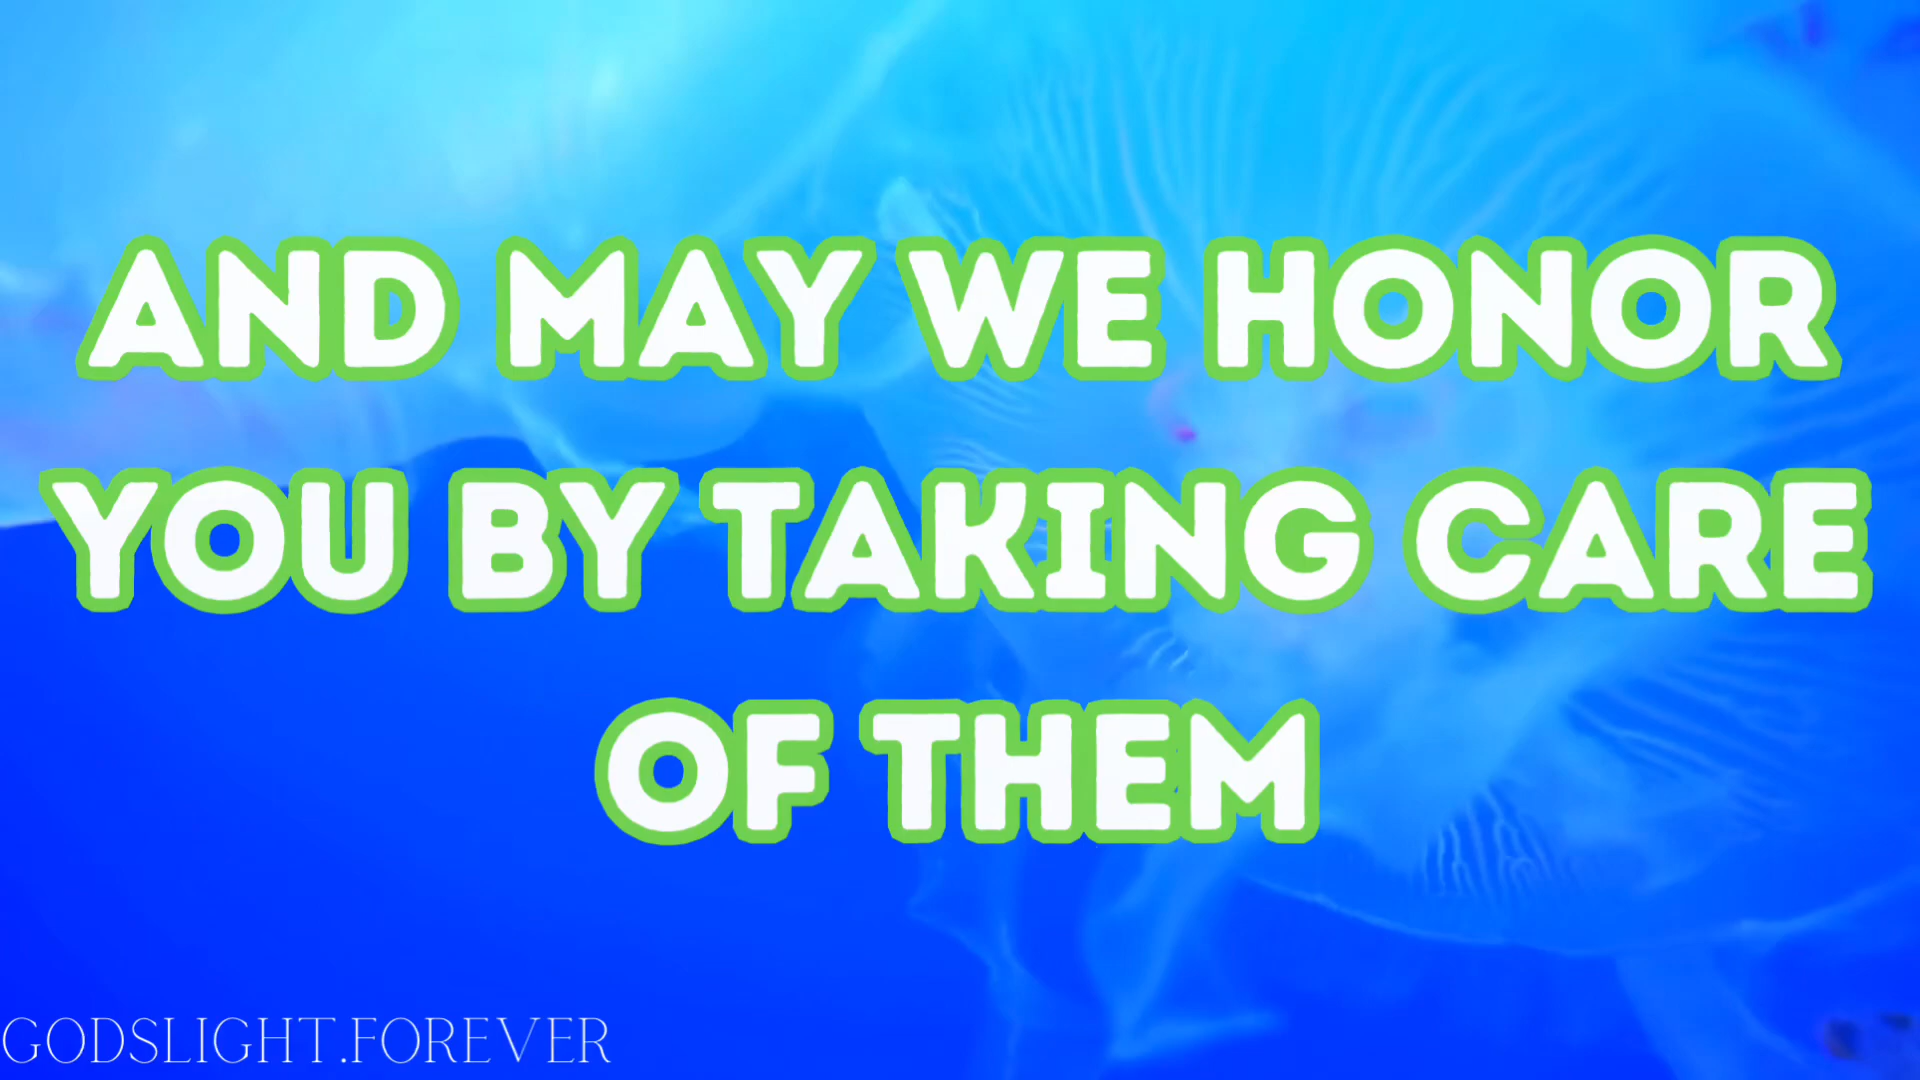 AND MAY WE HONOR
YOU BY TAKING CARE
OF THEM
GODSLIGHT.FOREVER